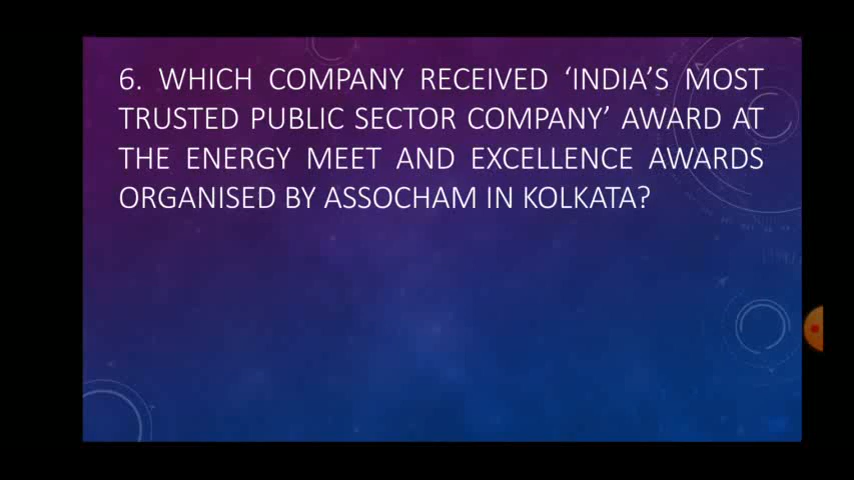 6. WHICH COMPANY RECEIVED ‘INDIA’S MOST
TRUSTED PUBLIC SECTOR COMPANY’ AWARD AT
THE ENERGY MEET AND EXCELLENCE AWARDS
ORGANISED BY ASSOCHAM IN KOLKATA?